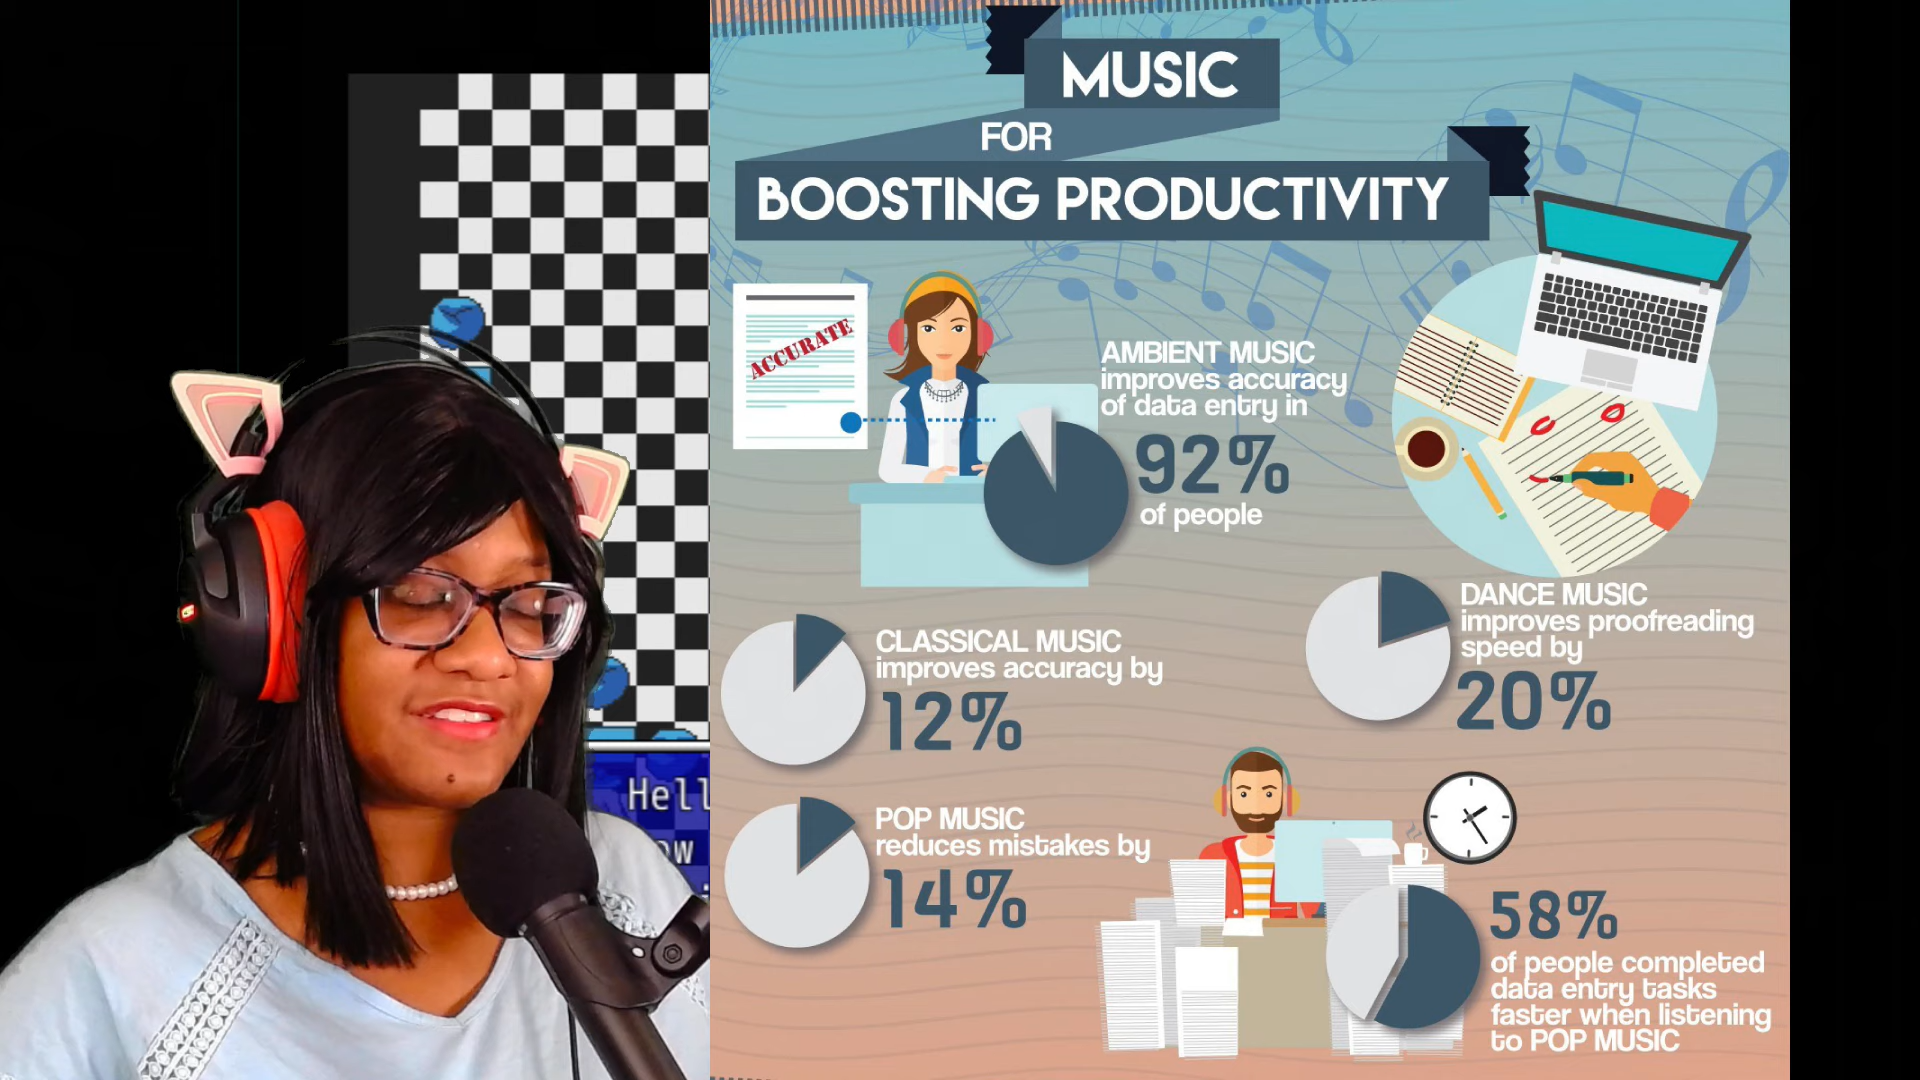 MUSIC
FOR
BOOSTING PRODUCTIVITY
ACCURATE
AMBIENT MUSIC
improves accuracy
of data entry in
92%
of people
CLASSICAL MUSIC
improves accuracy by
12%
DANCE MUSIC
improves proofreading
speed by
20%
POP MUSIC
reduces mistakes by
14%
58%
of people completed
data entry tasks
faster when listening
to POP MUSIC
Hell
ow